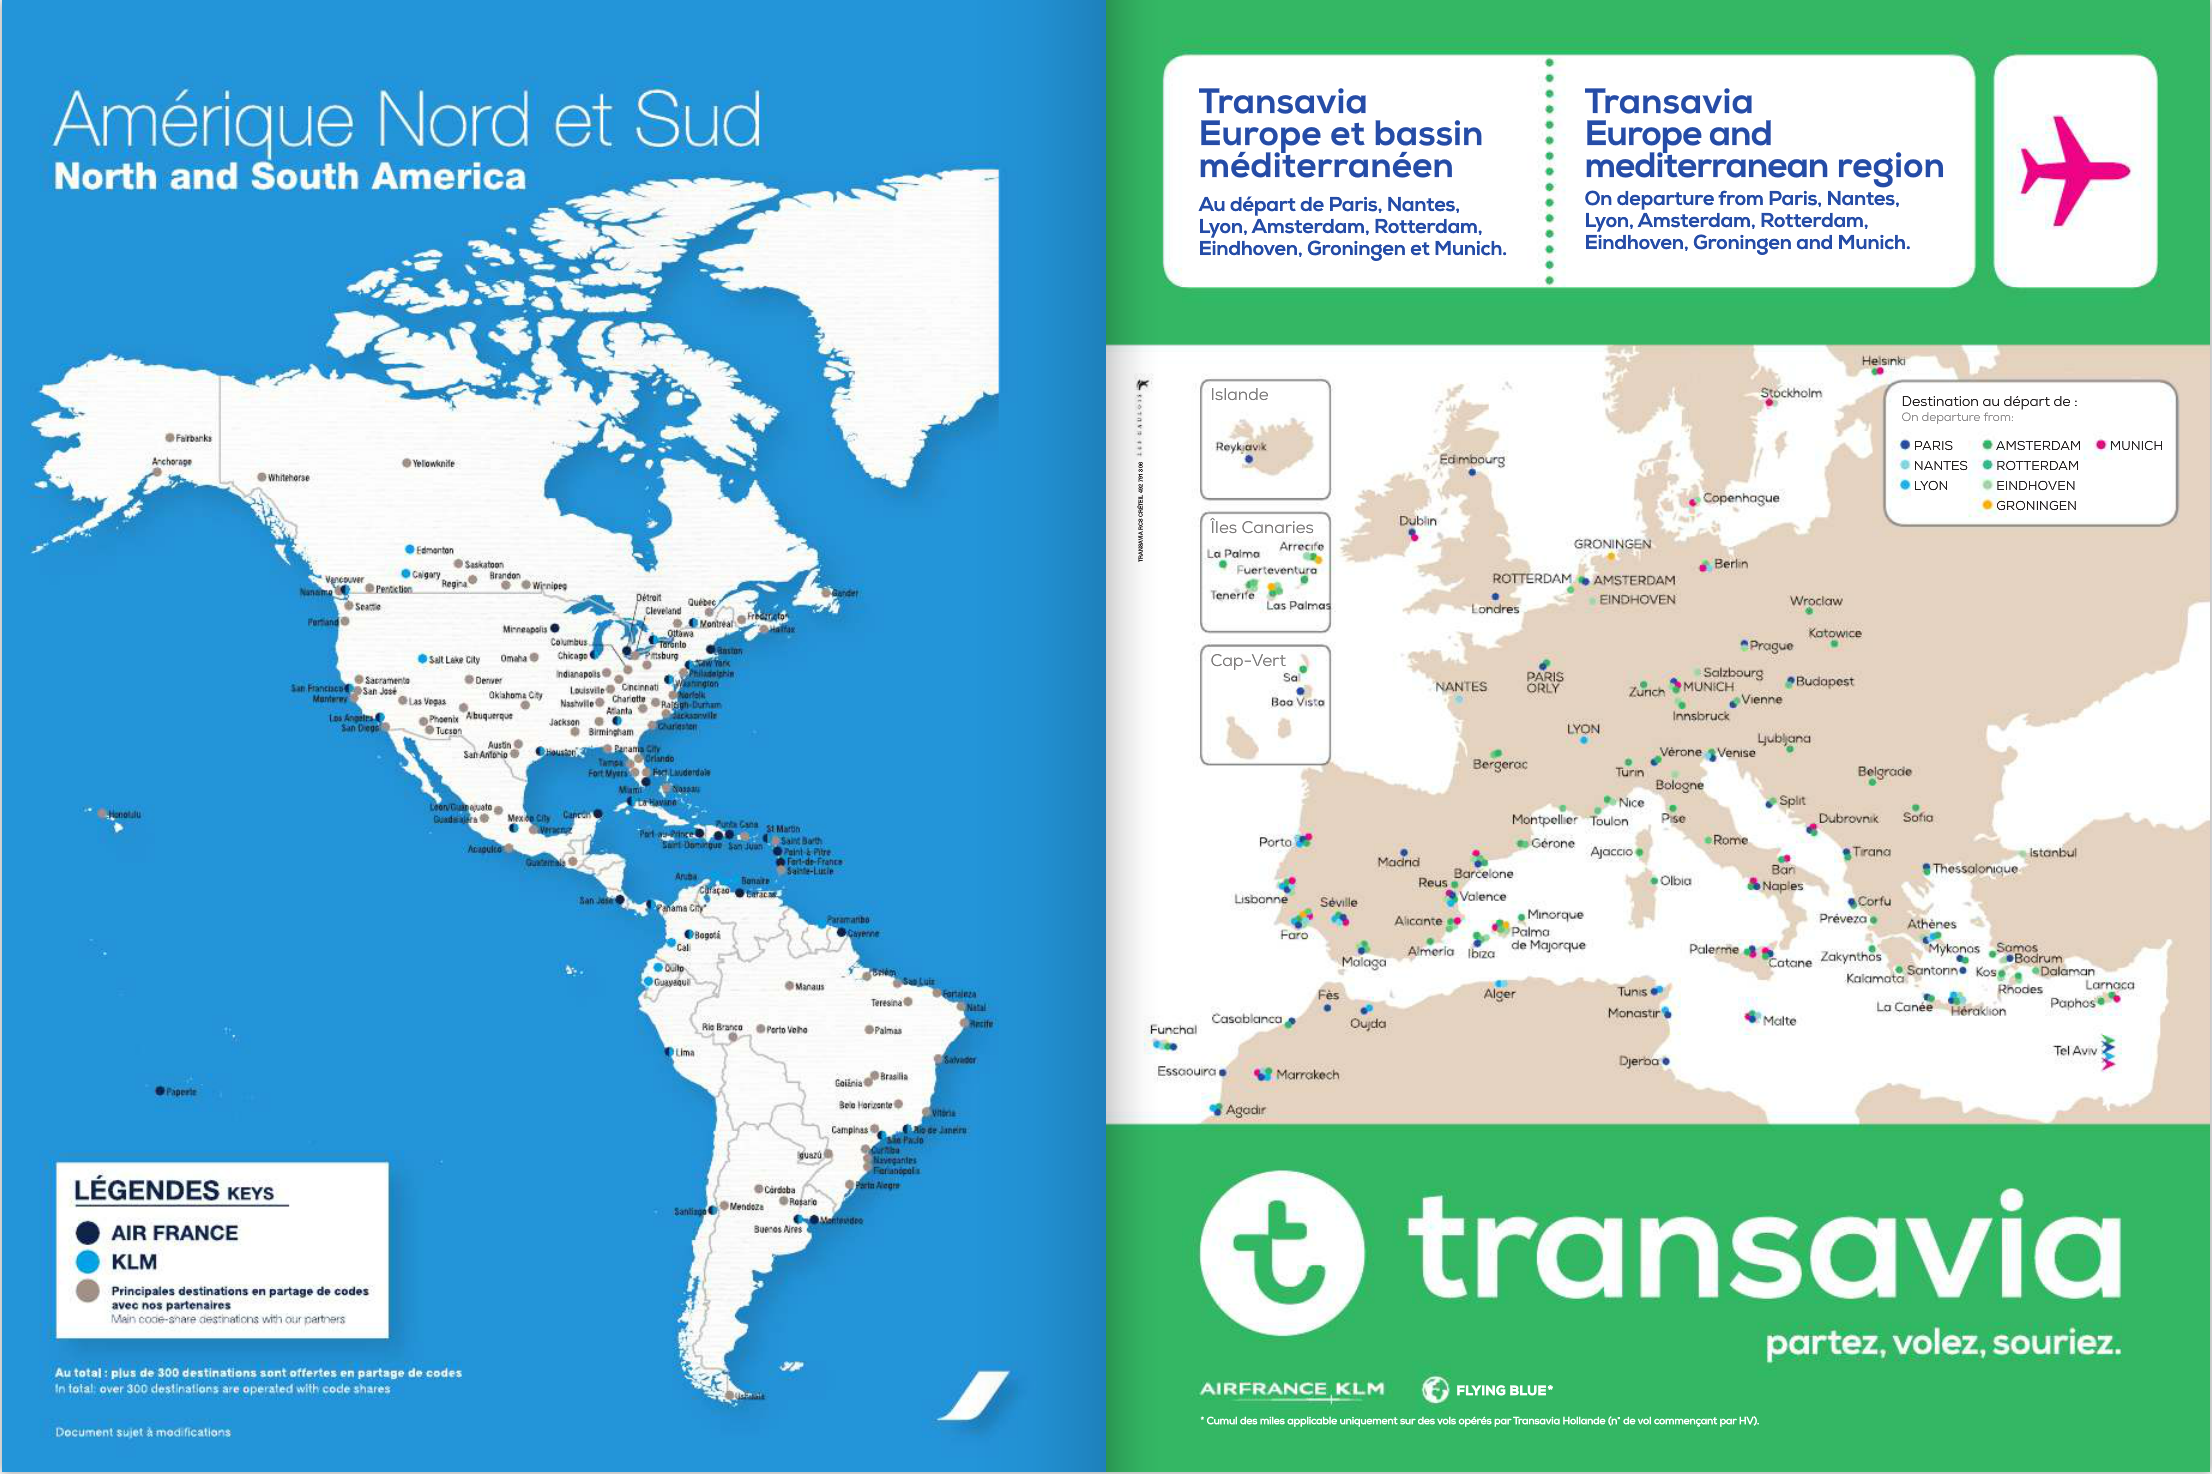 Amérique Nord et Sud
North and South America
Fairbanks
Anchorage
Whitehorse
Yellowknife
Edmonton
Saskatoon
Calgary
Regina
Brandon
Winnipeg
Vancouver
Nanaimo
Penticton
Seattle
Portland
Gander
Détroit
Cleveland
Québec
Montréal
Fredericton
Halifax
Ottawa
Toronto
Minneapolis
Columbus
Chicago
Pittsburg
Boston
New York
Philadelphie
Washington
Norfolk
Salt Lake City
Omaha
Indianapolis
Denver
Louisville
Cincinnati
Oklahoma City
Nashville
Charlotte
Raleigh-Durham
Atlanta
Jacksonville
Charleston
Sacramento
San Francisco
San José
Monterey
Las Vegas
Los Angeles
San Diego
Phoenix
Albuquerque
Tucson
Jackson
Birmingham
Austin
San Antonio
Houston
Panama City
Orlando
Tampa
Fort Myers
Fort Lauderdale
Miami
Nassau
La Havane
Honolulu
León/Guanajuato
Guadalajara
Mexico City
Veracruz
Cancún
Acapulco
Guatemala
Port-au-Prince
Punta Cana
Saint-Domingue
San Juan
St Martin
Saint Barth
Point-à-Pitre
Fort-de-France
Sainte-Lucie
Aruba
Curaçao
Bonaire
Caracas
San José
Panama City*
Paramaribo
Cayenne
Bogotá
Cali
Quito
Guayaquil
Belém
São Luís
Fortaleza
Natal
Recife
Manaus
Teresina
Rio Branco
Porto Velho
Palmas
Lima
Salvador
Brasilia
Goiânia
Belo Horizonte
Vitória
Campinas
Rio de Janeiro
São Paulo
Iguazú
Curitiba
Navegantes
Florianópolis
Porto Alegre
Córdoba
Rosario
Mendoza
Santiago
Buenos Aires
Montevideo
Ushuaia
Papeete
LÉGENDES KEYS
AIR FRANCE
KLM
Principales destinations en partage de codes
avec nos partenaires
Main code-share destinations with our partners
Au total : plus de 300 destinations sont offertes en partage de codes
In total: over 300 destinations are operated with code shares
Document sujet à modifications
Transavia
Europe et bassin
méditerranéen
Au départ de Paris, Nantes,
Lyon, Amsterdam, Rotterdam,
Eindhoven, Groningen et Munich.
Transavia
Europe and
mediterranean region
On departure from Paris, Nantes,
Lyon, Amsterdam, Rotterdam,
Eindhoven, Groningen and Munich.
TRANSAVIA RCS CRÉTEIL 492 791 306
LES GAULOIS
Islande
Reykjavik
Îles Canaries
La Palma
Arrecife
Fuerteventura
Tenerife
Las Palmas
Cap-Vert
Sal
Boa Vista
Destination au départ de :
On departure from:
PARIS
AMSTERDAM
MUNICH
NANTES
ROTTERDAM
LYON
EINDHOVEN
GRONINGEN
Helsinki
Stockholm
Edimbourg
Copenhague
Dublin
GRONINGEN
Berlin
ROTTERDAM
AMSTERDAM
EINDHOVEN
Londres
Wroclaw
Katowice
Prague
PARIS
ORLY
NANTES
Salzbourg
Zurich
MUNICH
Budapest
Vienne
Innsbruck
LYON
Ljubljana
Bergerac
Vérone
Venise
Turin
Bologne
Belgrade
Nice
Split
Montpellier
Toulon
Pise
Dubrovnik
Sofia
Porto
Gérone
Ajaccio
Rome
Tirana
Istanbul
Madrid
Bari
Thessalonique
Barcelone
Reus
Olbia
Naples
Lisbonne
Séville
Valence
Corfu
Alicante
Minorque
Préveza
Athènes
Faro
Palma
de Majorque
Almeria
Ibiza
Malaga
Palerme
Catane
Zakynthos
Mykonos
Samos
Bodrum
Kalamata
Santorin
Kos
Dalaman
Rhodes
Larnaca
Paphos
La Canée
Héraklion
Fès
Alger
Tunis
Monastir
Casablanca
Oujda
Malte
Funchal
Tel Aviv
Djerba
Essaouira
Marrakech
Agadir
transavia
partez, volez, souriez.
AIRFRANCE KLM
FLYING BLUE*
* Cumul des miles applicable uniquement sur des vols opérés par Transavia Hollande (n° de vol commençant par HV).